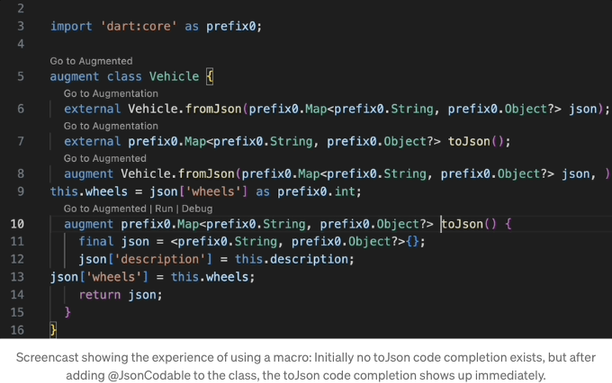 2
3 import 'dart:core' as prefix0;
4
Go to Augmented
5 augment class Vehicle {
Go to Augmentation
6 external Vehicle.fromJson(prefix0.Map<prefix0.String, prefix0.Object?> json);
Go to Augmentation
7 external prefix0.Map<prefix0.String, prefix0.Object?> toJson();
Go to Augmented
8 augment Vehicle.fromJson(prefix0.Map<prefix0.String, prefix0.Object?> json, )
9 this.wheels = json['wheels'] as prefix0.int;
Go to Augmented | Run | Debug
10 augment prefix0.Map<prefix0.String, prefix0.Object?> toJson() {
11 final json = <prefix0.String, prefix0.Object?>{};
12 json['description'] = this.description;
13 json['wheels'] = this.wheels;
14 return json;
15 }
16 }
Screencast showing the experience of using a macro: Initially no toJson code completion exists, but after
adding @JsonCodable to the class, the toJson code completion shows up immediately.